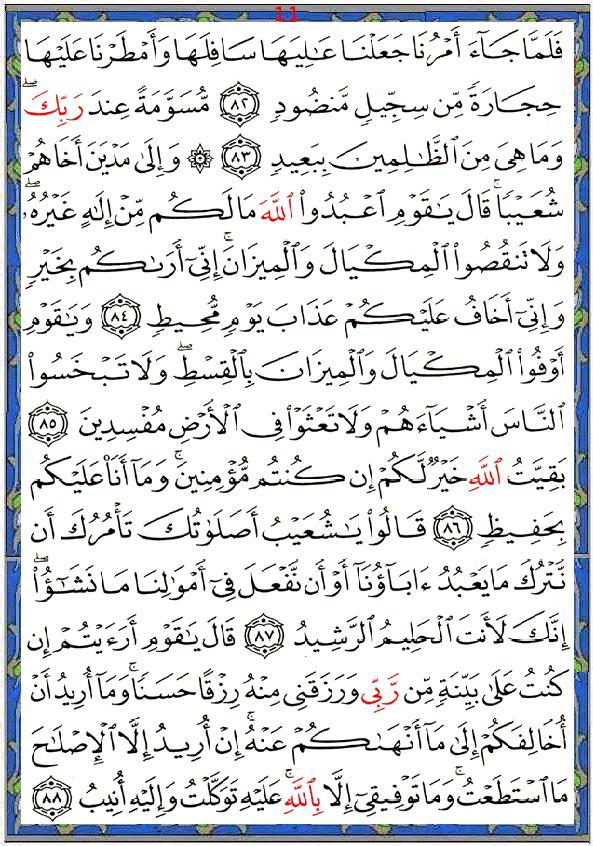 11
فَلَمَّا جَآءَ أَمْرُنَا جَعَلْنَا عَٰلِيَهَا سَافِلَهَا وَأَمْطَرْنَا عَلَيْهَا
حِجَارَةً مِّن سِجِّيلٍ مَّنضُودٍ ﴿٨٢﴾ مُّسَوَّمَةً عِندَ رَبِّكَ ۖ
وَمَا هِىَ مِنَ ٱلظَّٰلِمِينَ بِبَعِيدٍ ﴿٨٣﴾ ۞ وَإِلَىٰ مَدْيَنَ أَخَاهُمْ
شُعَيْبًا ۚ قَالَ يَٰقَوْمِ ٱعْبُدُوا۟ ٱللَّهَ مَا لَكُم مِّنْ إِلَٰهٍ غَيْرُهُۥ ۖ
وَلَا تَنقُصُوا۟ ٱلْمِكْيَالَ وَٱلْمِيزَانَ ۚ إِنِّىٓ أَرَىٰكُم بِخَيْرٍ
وَإِنِّىٓ أَخَافُ عَلَيْكُمْ عَذَابَ يَوْمٍ مُّحِيطٍ ﴿٨٤﴾ وَيَٰقَوْمِ
أَوْفُوا۟ ٱلْمِكْيَالَ وَٱلْمِيزَانَ بِٱلْقِسْطِ ۖ وَلَا تَبْخَسُوا۟
ٱلنَّاسَ أَشْيَآءَهُمْ وَلَا تَعْثَوْا۟ فِى ٱلْأَرْضِ مُفْسِدِينَ ﴿٨٥﴾
بَقِيَّتُ ٱللَّهِ خَيْرٌ لَّكُمْ إِن كُنتُم مُّؤْمِنِينَ ۚ وَمَآ أَنَا۠ عَلَيْكُم
بِحَفِيظٍ ﴿٨٦﴾ قَالُوا۟ يَٰشُعَيْبُ أَصَلَوٰتُكَ تَأْمُرُكَ أَن
نَّتْرُكَ مَا يَعْبُدُ ءَابَآؤُنَآ أَوْ أَن نَّفْعَلَ فِىٓ أَمْوَٰلِنَا مَا نَشَٰٓؤُا۟ ۖ
إِنَّكَ لَأَنتَ ٱلْحَلِيمُ ٱلرَّشِيدُ ﴿٨٧﴾ قَالَ يَٰقَوْمِ أَرَءَيْتُمْ إِن
كُنتُ عَلَىٰ بَيِّنَةٍ مِّن رَّبِّى وَرَزَقَنِى مِنْهُ رِزْقًا حَسَنًا ۚ وَمَآ أُرِيدُ أَنْ
أُخَالِفَكُمْ إِلَىٰ مَآ أَنْهَىٰكُمْ عَنْهُ ۚ إِنْ أُرِيدُ إِلَّا ٱلْإِصْلَٰحَ
مَا ٱسْتَطَعْتُ ۚ وَمَا تَوْفِيقِىٓ إِلَّا بِٱللَّهِ ۚ عَلَيْهِ تَوَكَّلْتُ وَإِلَيْهِ أُنِيبُ ﴿٨٨﴾